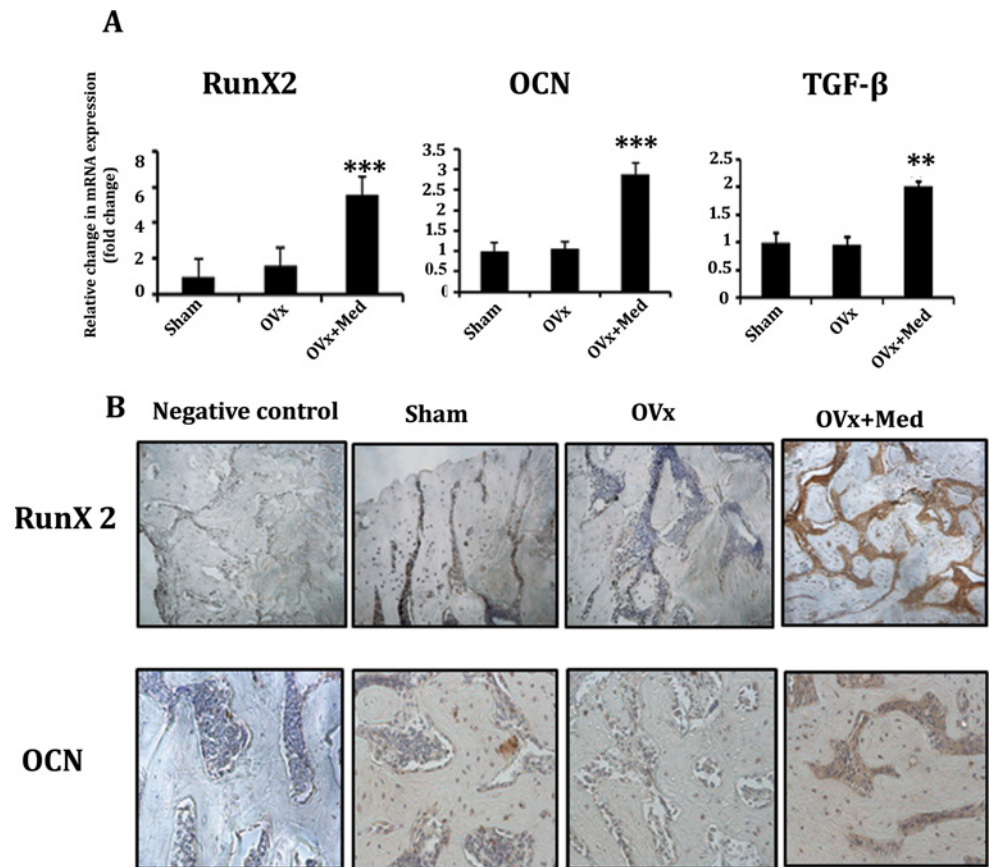 A
RunX2
OCN
TGF-β
Relative change in mRNA expression
(fold change)
8
6
4
2
0
***
Sham
OVx
OVx+Med
3.5
3
2.5
2
1.5
1
0.5
***
Sham
OVx
OVx+Med
2.5
2
1.5
1
0.5
0
**
Sham
OVx
OVx+Med
B
Negative control
Sham
OVx
OVx+Med
RunX 2
OCN